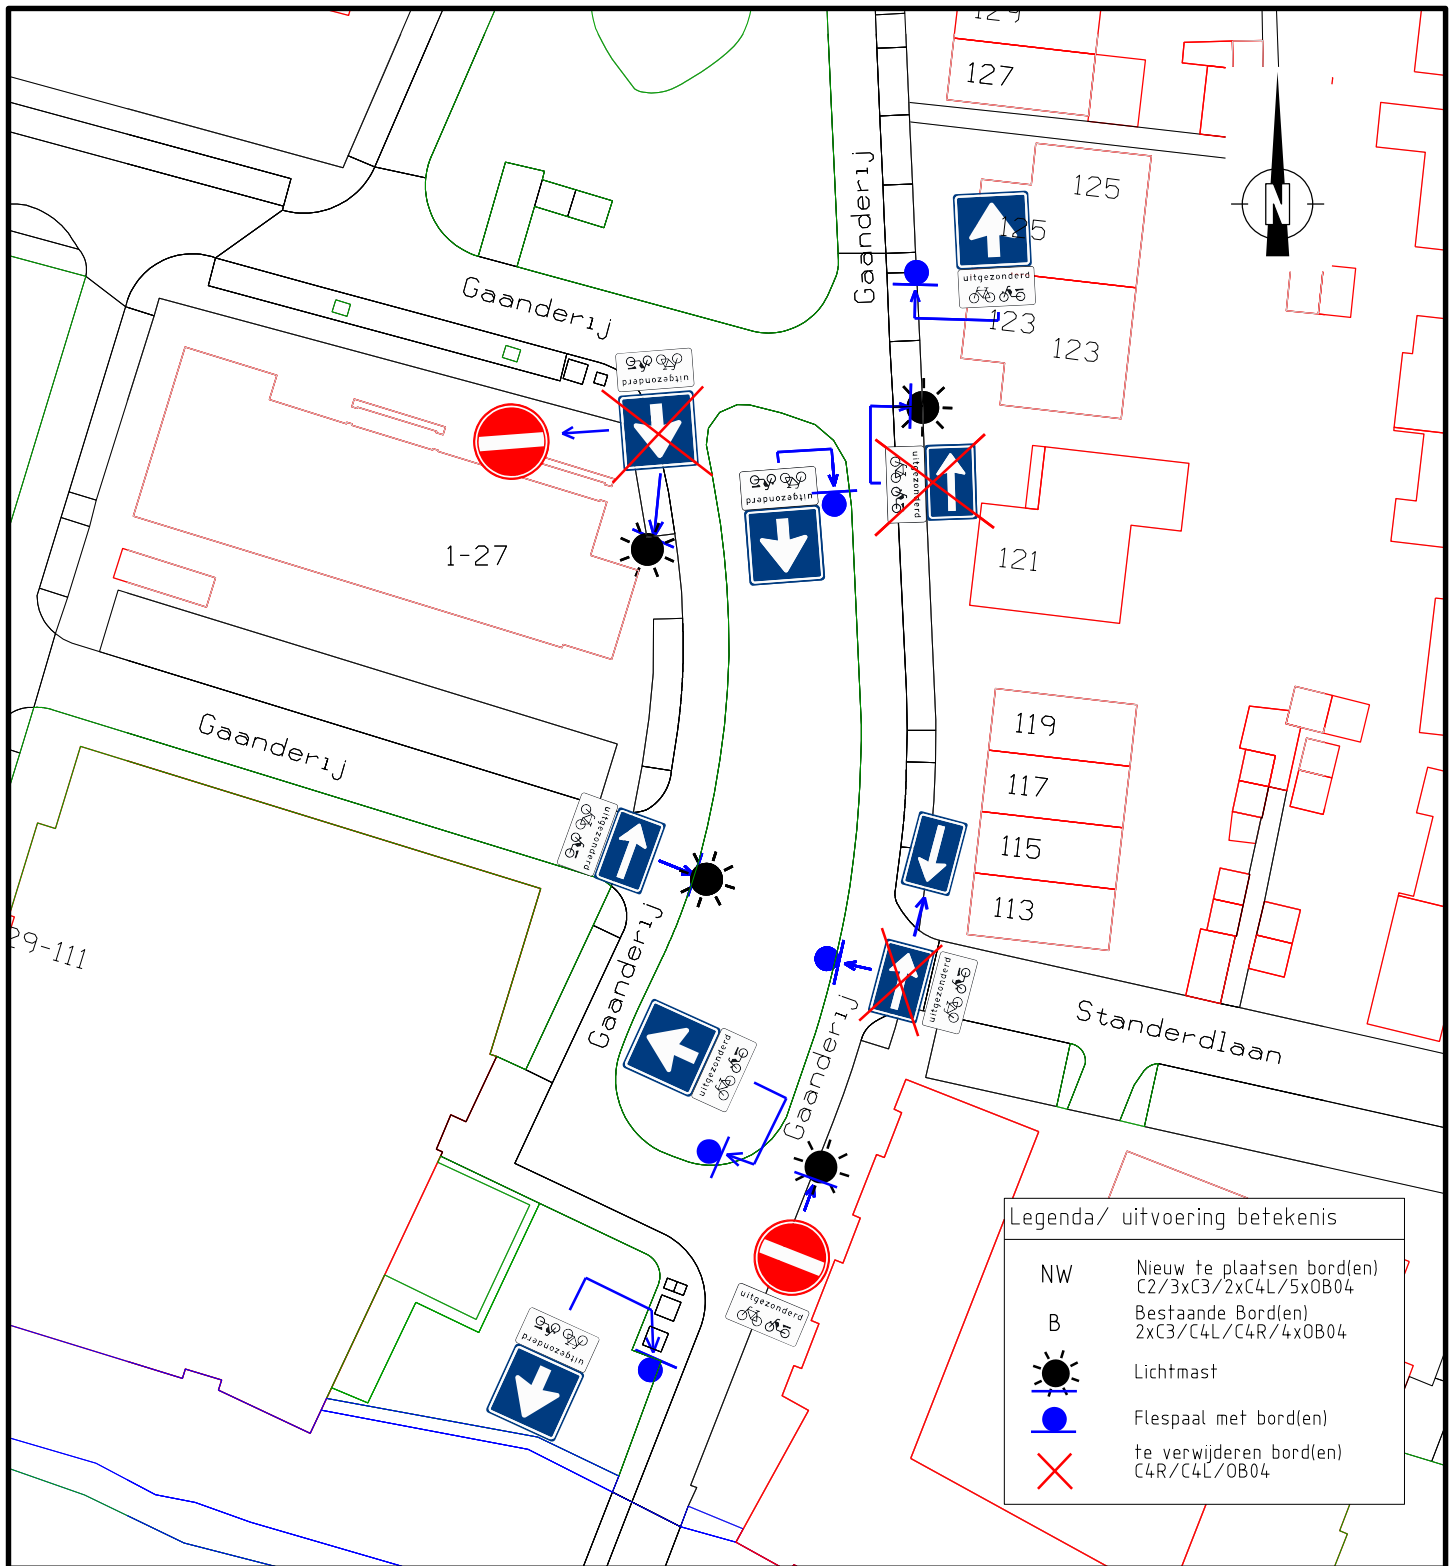 129
127
Gaanderij
125
125
N
uitgezonderd
Gaanderij
123
123
uitgezonderd
uitgezonderd
uitgezonderd
1-27
121
Gaanderij
119
117
115
113
uitgezonderd
29-111
Gaanderij
uitgezonderd
Standerdlaan
Gaanderij
uitgezonderd
uitgezonderd
uitgezonderd
Legenda/ uitvoering betekenis
NW
Nieuw te plaatsen bord(en)
C2/3xC3/2xC4L/5xOB04
B
Bestaande Bord(en)
2xC3/C4L/C4R/4xOB04
Lichtmast
Flespaal met bord(en)
te verwijderen bord(en)
C4R/C4L/OB04